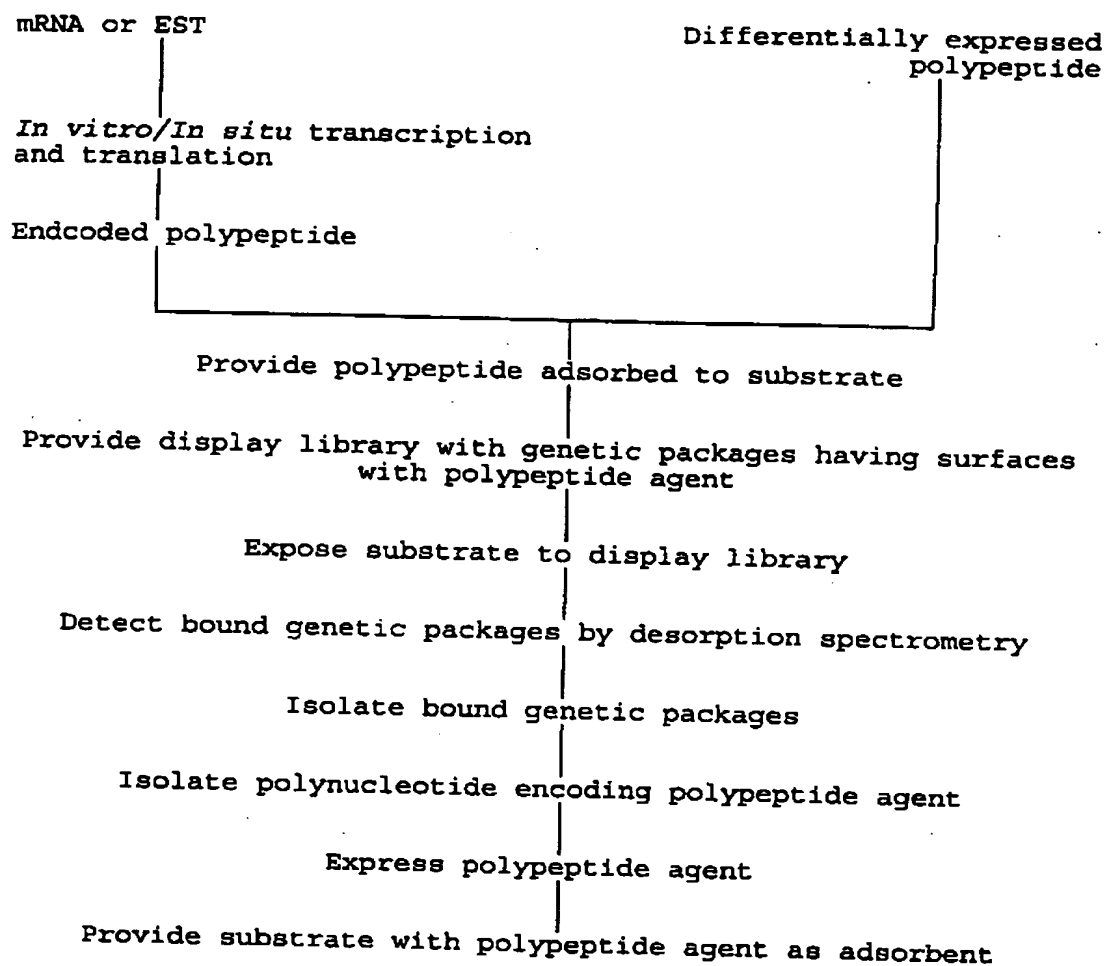 mRNA or EST
Differentially expressed
polypeptide
In vitro/In situ transcription
and translation
Endcoded polypeptide
Provide polypeptide adsorbed to substrate
Provide display library with genetic packages having surfaces
with polypeptide agent
Expose substrate to display library
Detect bound genetic packages by desorption spectrometry
Isolate bound genetic packages
Isolate polynucleotide encoding polypeptide agent
Express polypeptide agent
Provide substrate with polypeptide agent as adsorbent